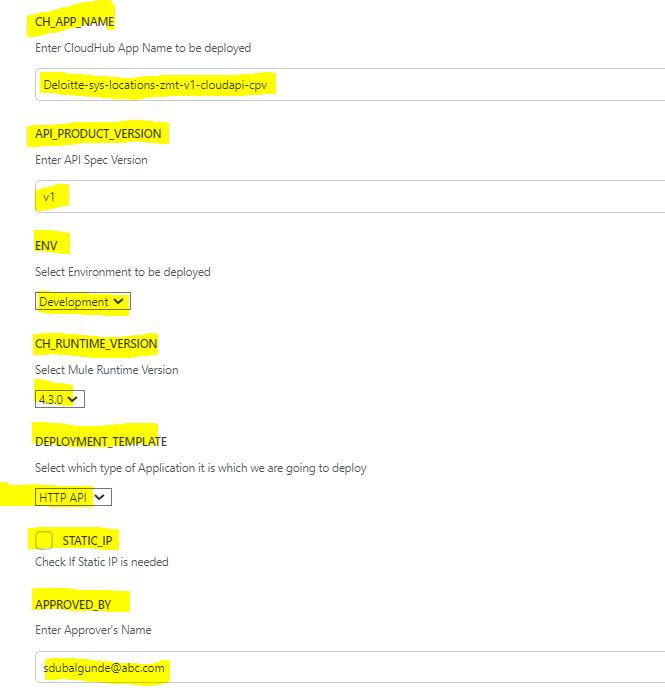 CH_APP_NAME
Enter CloudHub App Name to be deployed
Deloitte-sys-locations-zmt-v1-cloudapi-cpv
API_PRODUCT_VERSION
Enter API Spec Version
v1
ENV
Select Environment to be deployed
Development
CH_RUNTIME_VERSION
Select Mule Runtime Version
4.3.0
DEPLOYMENT_TEMPLATE
Select which type of Application it is which we are going to deploy
HTTP API
STATIC_IP
Check If Static IP is needed
APPROVED_BY
Enter Approver's Name
sdubalgunde@abc.com